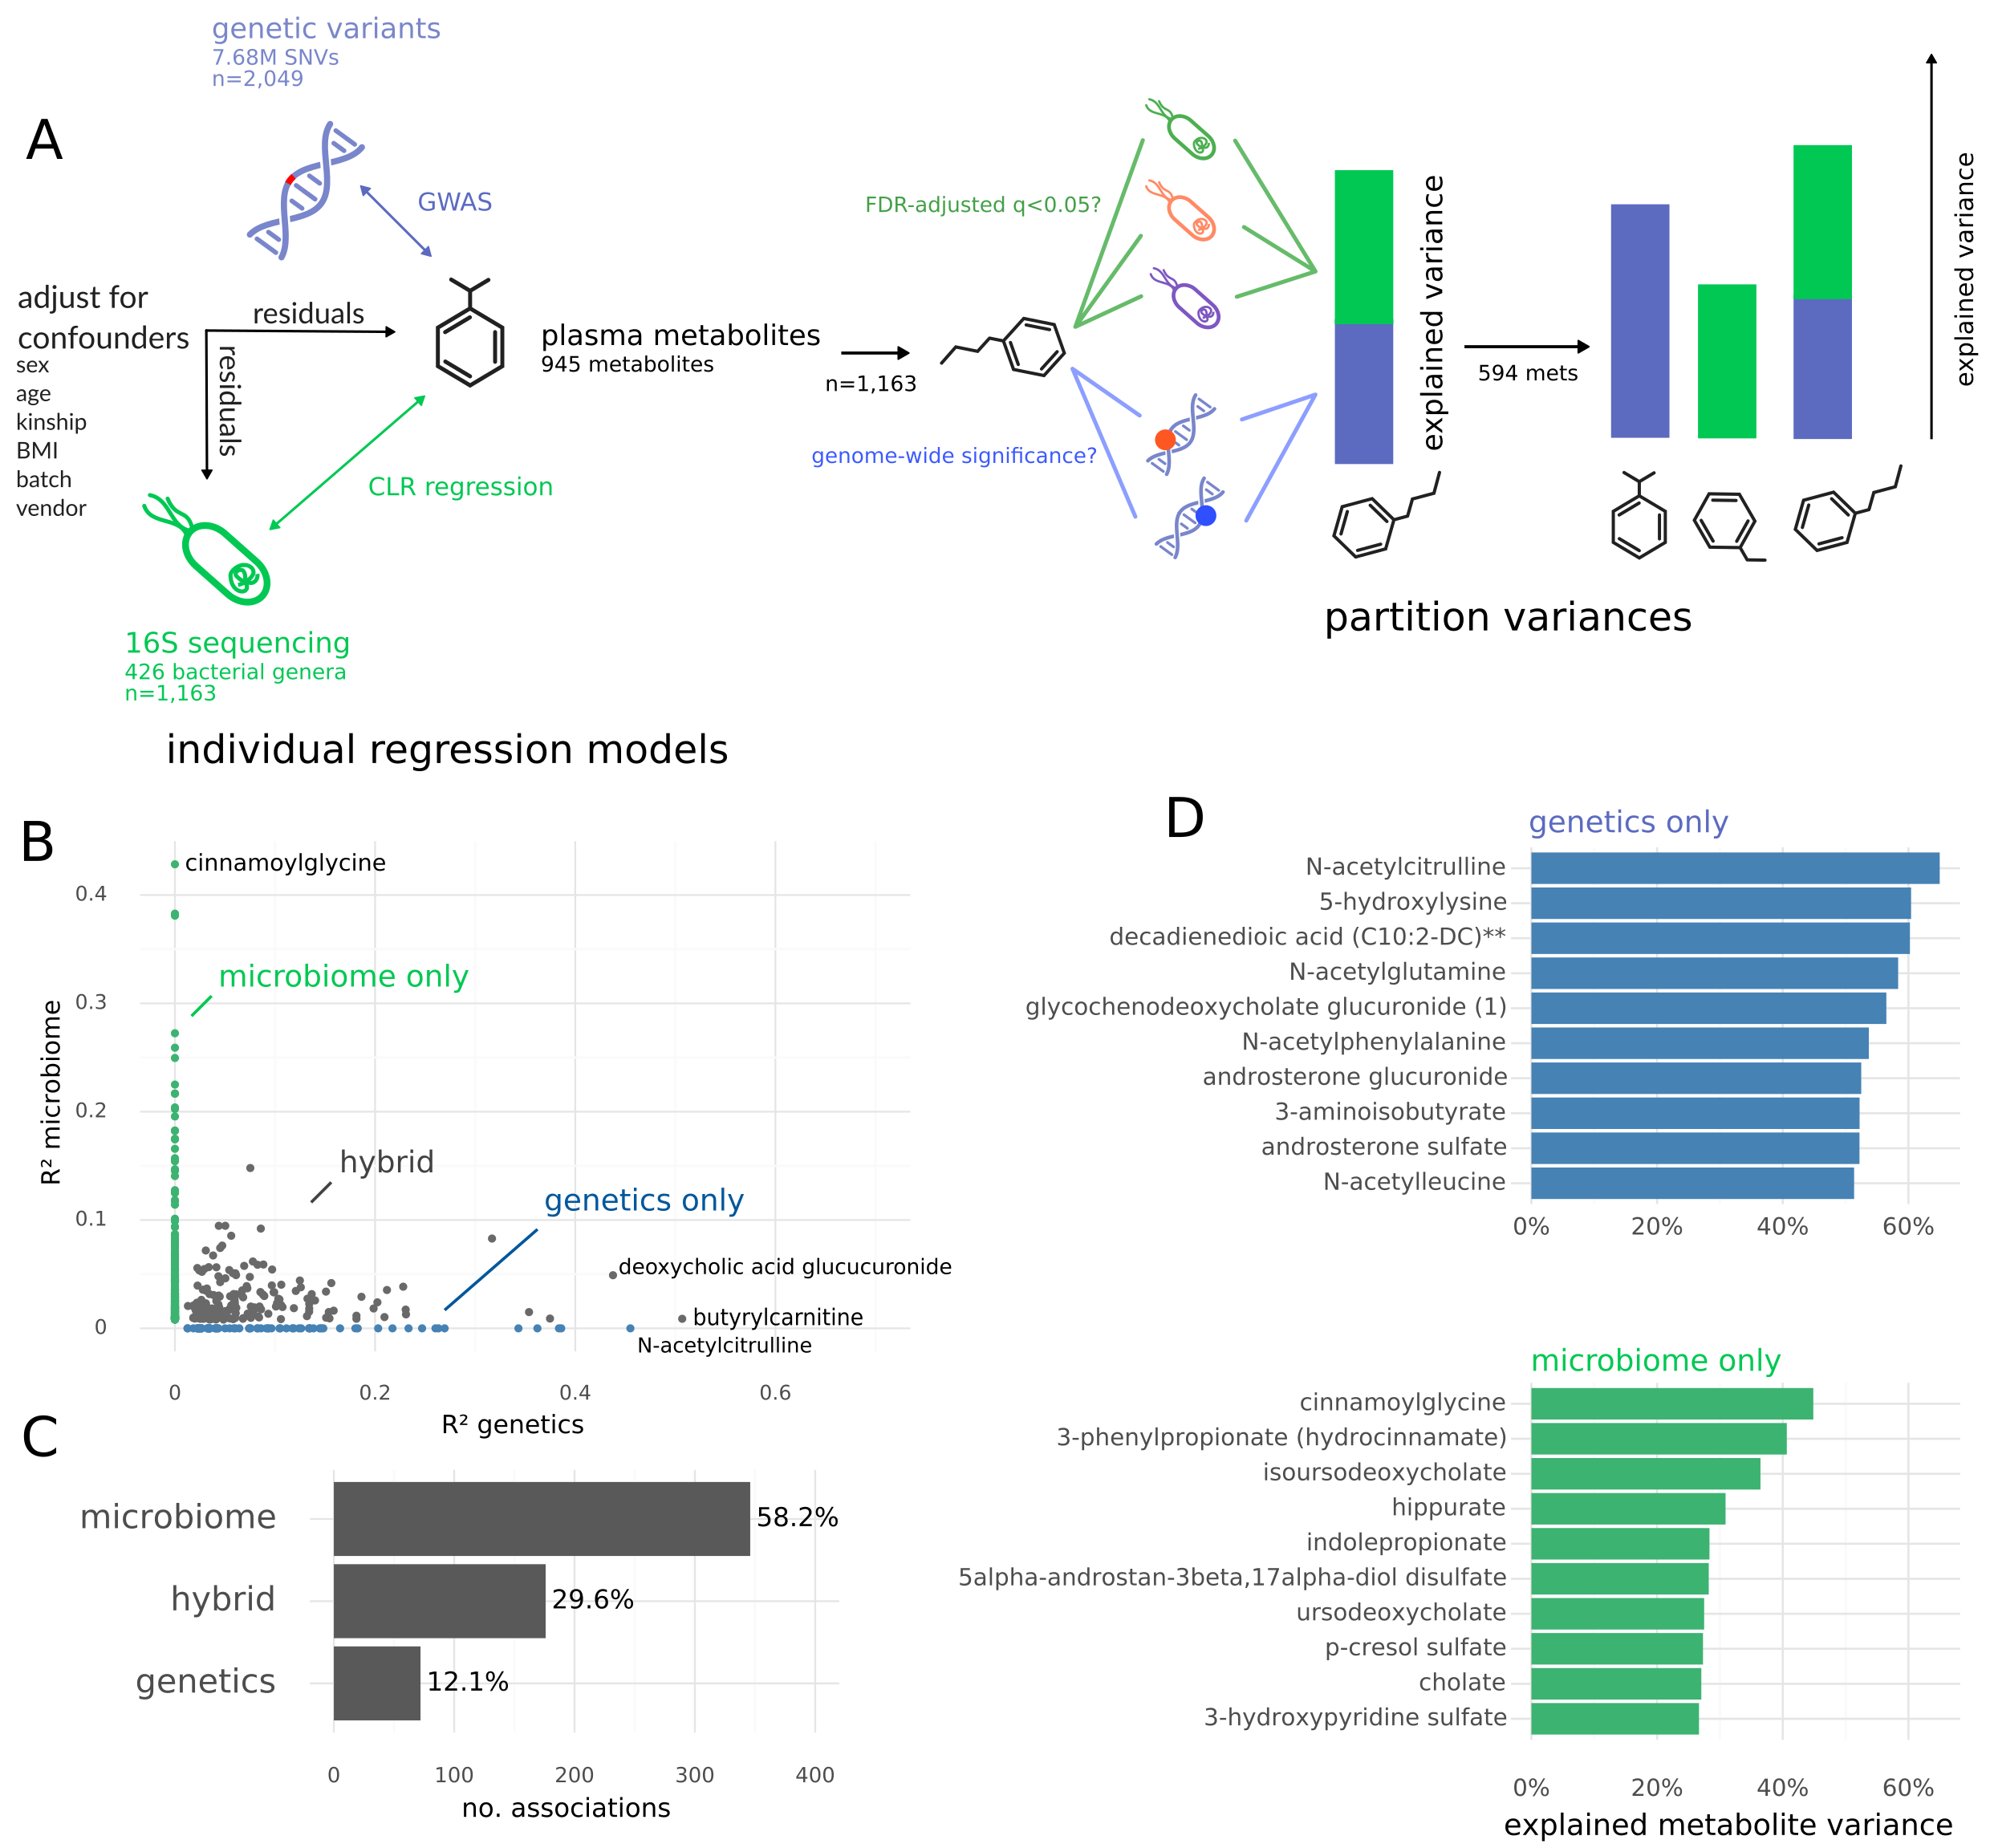 genetic variants
7.68M SNVs
n=2,049
A
GWAS
adjust for
confounders
sex
age
kinship
BMI
batch
vendor
residuals
residuals
plasma metabolites
945 metabolites
CLR regression
16S sequencing
426 bacterial genera
n=1,163
individual regression models
n=1,163
FDR-adjusted q<0.05?
genome-wide significance?
explained variance
594 mets
explained variance
partition variances
B
cinnamoylglycine
microbiome only
hybrid
genetics only
deoxycholic acid glucucuronide
butyrylcarnitine
N-acetylcitrulline
R² microbiome
0.4
0.3
0.2
0.1
0
0 0.2 0.4 0.6
R² genetics
C
microbiome 58.2%
hybrid 29.6%
genetics 12.1%
0 100 200 300 400
no. associations
D
genetics only
N-acetylcitrulline
5-hydroxylysine
decadienedioic acid (C10:2-DC)**
N-acetylglutamine
glycochenodeoxycholate glucuronide (1)
N-acetylphenylalanine
androsterone glucuronide
3-aminoisobutyrate
androsterone sulfate
N-acetylleucine
0% 20% 40% 60%
microbiome only
cinnamoylglycine
3-phenylpropionate (hydrocinnamate)
isoursodeoxycholate
hippurate
indolepropionate
5alpha-androstan-3beta,17alpha-diol disulfate
ursodeoxycholate
p-cresol sulfate
cholate
3-hydroxypyridine sulfate
0% 20% 40% 60%
explained metabolite variance